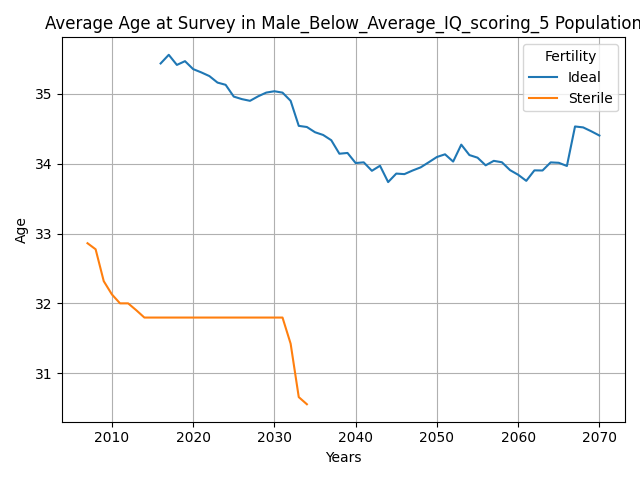 Average Age at Survey in Male_Below_Average_IQ_scoring_5 Population
Fertility
Ideal
Sterile
35
34
33
32
31
Age
2010 2020 2030 2040 2050 2060 2070
Years